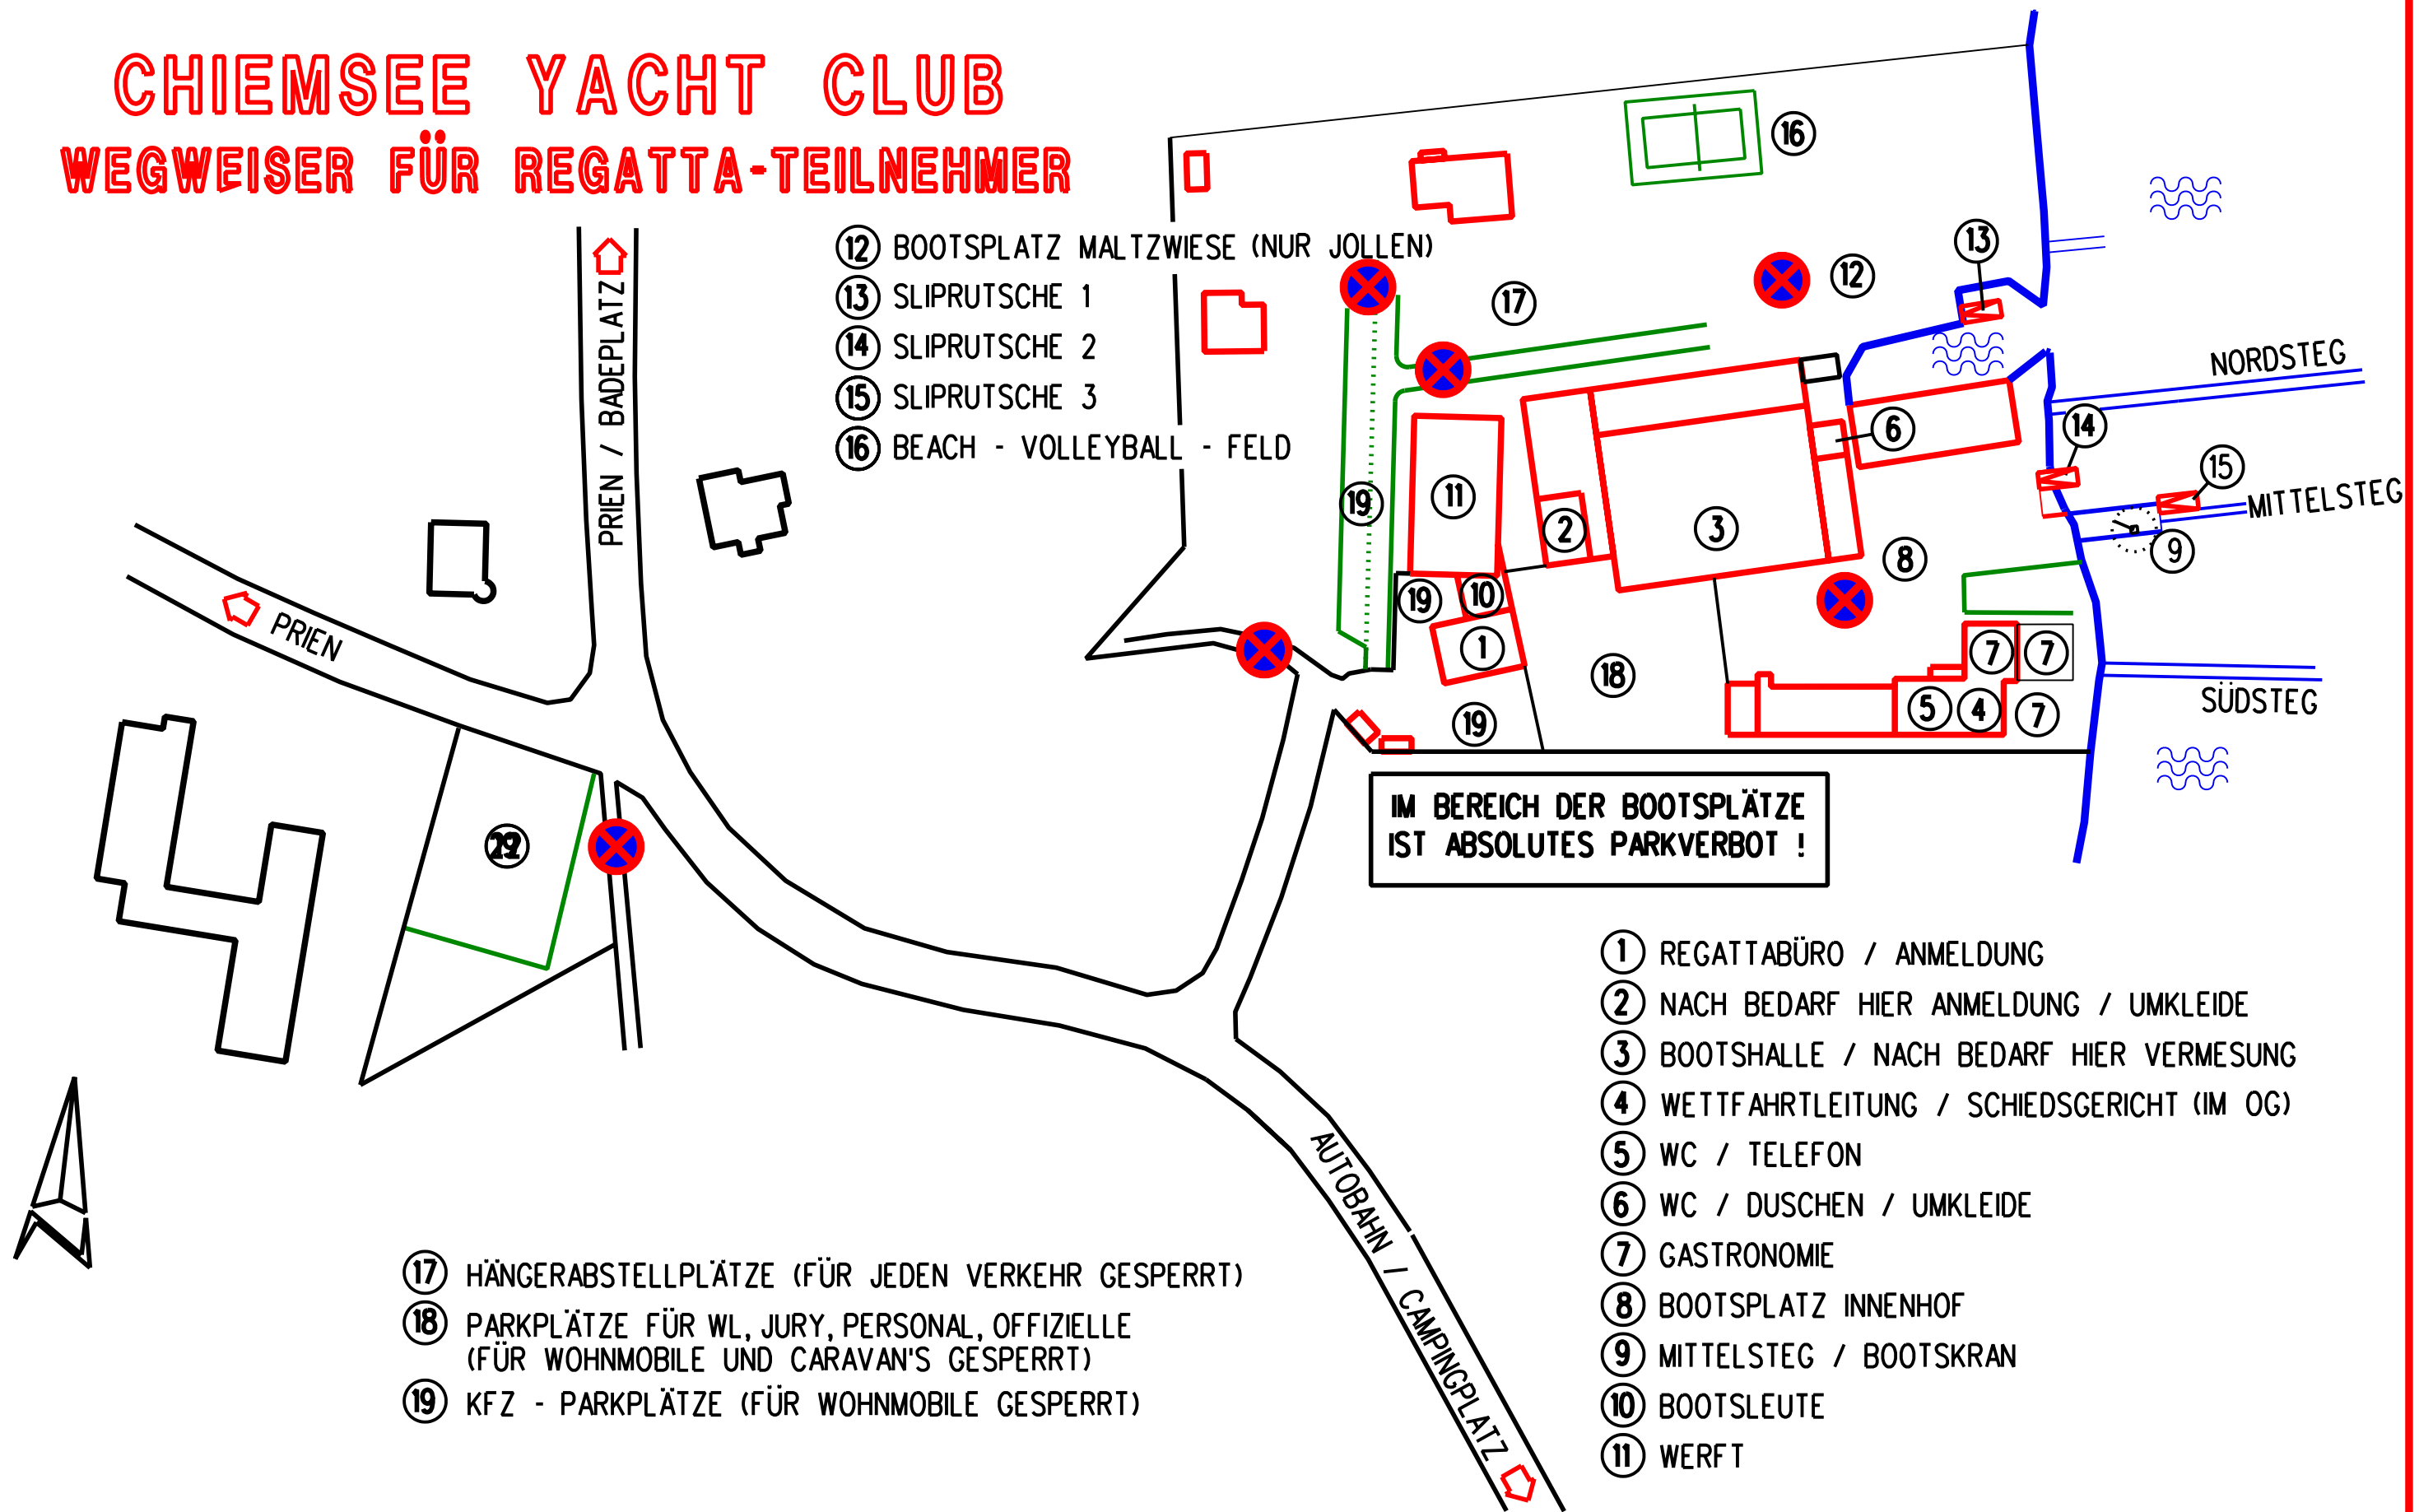 CHIEMSEE YACHT CLUB
WEGWEISER FÜR REGATTA-TEILNEHMER
12 BOOTSPLATZ MALTZWIESE (NUR JOLLEN)
13 SLIPRUTSCHE 1
14 SLIPRUTSCHE 2
15 SLIPRUTSCHE 3
16 BEACH - VOLLEYBALL - FELD
PRIEN / BADEPLATZ
PRIEN
16
13
12
17
NORDSTEG
6
14
15
MITTELSTEG
19
11
2
3
9
8
19
10
1
7
7
18
SÜDSTEG
5
4
7
19
IM BEREICH DER BOOTSPLÄTZE
IST ABSOLUTES PARKVERBOT !
1 REGATTABÜRO / ANMELDUNG
2 NACH BEDARF HIER ANMELDUNG / UMKLEIDE
3 BOOTSHALLE / NACH BEDARF HIER VERMESUNG
4 WETTFAHRTLEITUNG / SCHIEDSGERICHT (IM OG)
5 WC / TELEFON
6 WC / DUSCHEN / UMKLEIDE
7 GASTRONOMIE
8 BOOTSPLATZ INNENHOF
9 MITTELSTEG / BOOTSKRAN
10 BOOTSLEUTE
11 WERFT
AUTOBAHN / CAMPINGPLATZ
17 HÄNGERABSTELLPLÄTZE (FÜR JEDEN VERKEHR GESPERRT)
18 PARKPLÄTZE FÜR WL, JURY, PERSONAL, OFFIZIELLE
(FÜR WOHNMOBILE UND CARAVAN'S GESPERRT)
19 KFZ - PARKPLÄTZE (FÜR WOHNMOBILE GESPERRT)